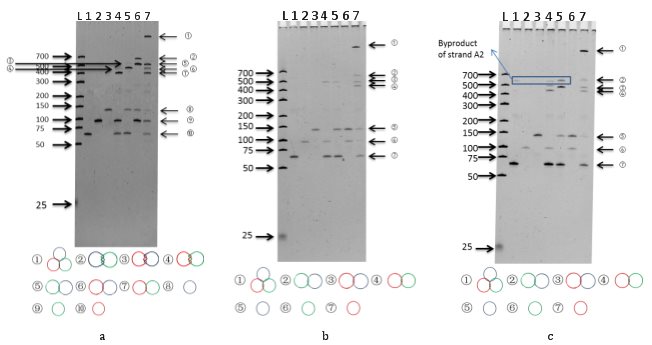 L 1 2 3 4 5 6 7
700
500
400
300
200
150
100
75
50
25
① ② ③ ④ ⑤ ⑥ ⑦ ⑧ ⑨ ⑩
① ② ③ ④
⑤ ⑥ ⑦ ⑧
⑨ ⑩
a
L 1 2 3 4 5 6 7
700
500
400
300
200
150
100
75
50
25
① ② ③ ④ ⑤ ⑥ ⑦
① ② ③ ④
⑤ ⑥ ⑦
b
L 1 2 3 4 5 6 7
Byproduct
of strand A2
700
500
400
300
200
150
100
75
50
25
① ② ③ ④ ⑤ ⑥ ⑦
① ② ③ ④
⑤ ⑥ ⑦
c